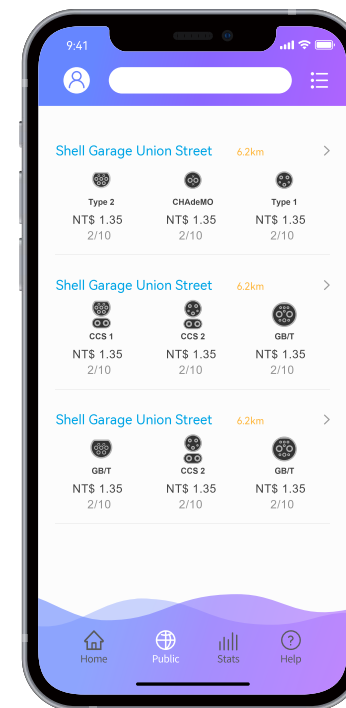 9:41
Shell Garage Union Street 6.2km
Type 2 CHAdeMO Type 1
NT$ 1.35 NT$ 1.35 NT$ 1.35
2/10 2/10 2/10
Shell Garage Union Street 6.2km
CCS 1 CCS 2 GB/T
NT$ 1.35 NT$ 1.35 NT$ 1.35
2/10 2/10 2/10
Shell Garage Union Street 6.2km
GB/T CCS 2 GB/T
NT$ 1.35 NT$ 1.35 NT$ 1.35
2/10 2/10 2/10
Home Public Stats Help